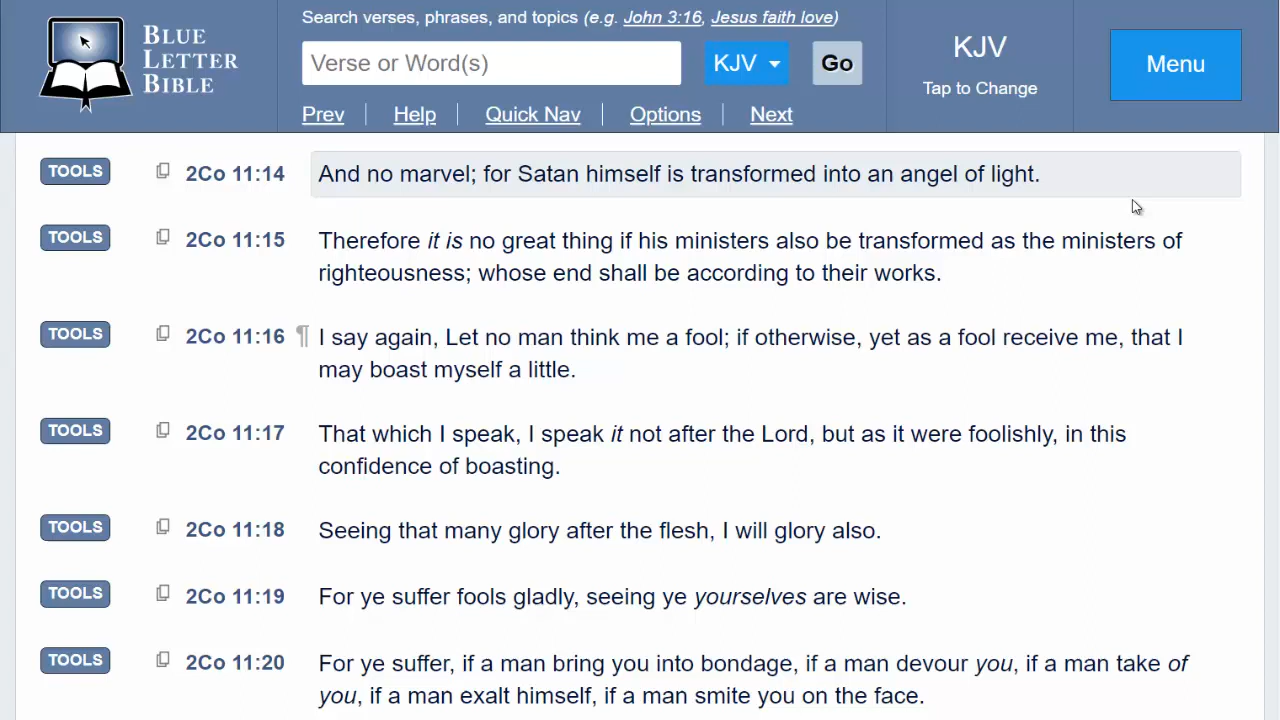 BLUE
LETTER
BIBLE
Search verses, phrases, and topics (e.g. John 3:16, Jesus faith love)
Verse or Word(s)
KJV
Go
Prev
Help
Quick Nav
Options
Next
KJV
Tap to Change
Menu
TOOLS 2Co 11:14 And no marvel; for Satan himself is transformed into an angel of light.
TOOLS 2Co 11:15 Therefore it is no great thing if his ministers also be transformed as the ministers of
righteousness; whose end shall be according to their works.
TOOLS 2Co 11:16 ¶ I say again, Let no man think me a fool; if otherwise, yet as a fool receive me, that I
may boast myself a little.
TOOLS 2Co 11:17 That which I speak, I speak it not after the Lord, but as it were foolishly, in this
confidence of boasting.
TOOLS 2Co 11:18 Seeing that many glory after the flesh, I will glory also.
TOOLS 2Co 11:19 For ye suffer fools gladly, seeing ye yourselves are wise.
TOOLS 2Co 11:20 For ye suffer, if a man bring you into bondage, if a man devour you, if a man take of
you, if a man exalt himself, if a man smite you on the face.